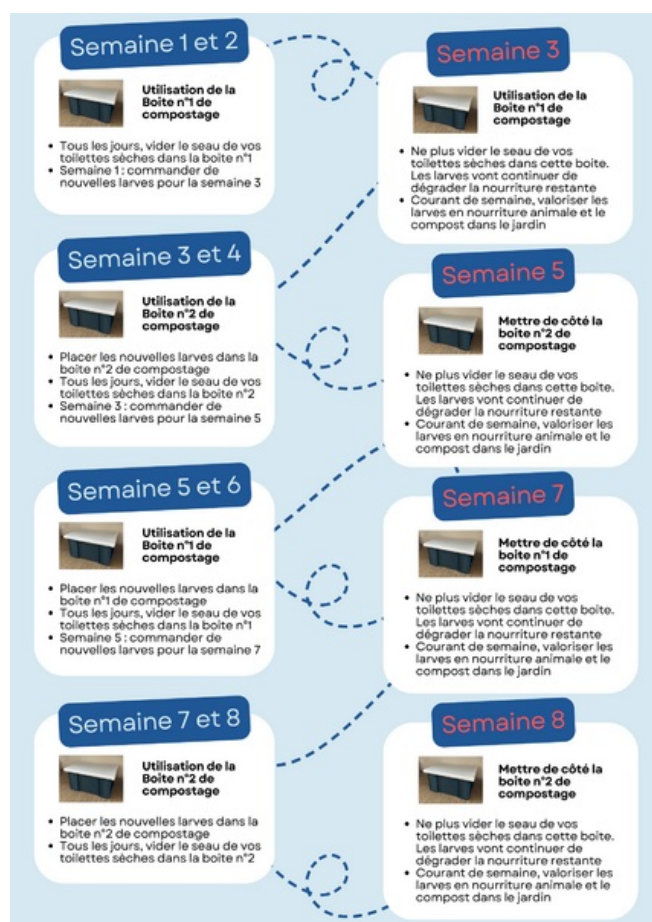 Semaine 1 et 2
Utilisation de la
Boite n°1 de
compostage
• Tous les jours, vider le seau de vos
toilettes sèches dans la boite n°1
• Semaine 1 : commander de
nouvelles larves pour la semaine 3
Semaine 3
Utilisation de la
Boite n°1 de
compostage
• Ne plus vider le seau de vos
toilettes sèches dans cette boite.
Les larves vont continuer de
dégrader la nourriture restante
• Courant de semaine, valoriser les
larves en nourriture animale et le
compost dans le jardin
Semaine 3 et 4
Utilisation de la
Boite n°2 de
compostage
• Placer les nouvelles larves dans la
boite n°2 de compostage
• Tous les jours, vider le seau de vos
toilettes sèches dans la boite n°2
• Semaine 3 : commander de
nouvelles larves pour la semaine 5
Semaine 5
Mettre de côté la
boite n°2 de
compostage
• Ne plus vider le seau de vos
toilettes sèches dans cette boite.
Les larves vont continuer de
dégrader la nourriture restante
• Courant de semaine, valoriser les
larves en nourriture animale et le
compost dans le jardin
Semaine 5 et 6
Utilisation de la
Boite n°1 de
compostage
• Placer les nouvelles larves dans la
boite n°1 de compostage
• Tous les jours, vider le seau de vos
toilettes sèches dans la boite n°1
• Semaine 5 : commander de
nouvelles larves pour la semaine 7
Semaine 7
Mettre de côté la
boite n°1 de
compostage
• Ne plus vider le seau de vos
toilettes sèches dans cette boite.
Les larves vont continuer de
dégrader la nourriture restante
• Courant de semaine, valoriser les
larves en nourriture animale et le
compost dans le jardin
Semaine 7 et 8
Utilisation de la
Boite n°2 de
compostage
• Placer les nouvelles larves dans la
boite n°2 de compostage
• Tous les jours, vider le seau de vos
toilettes sèches dans la boite n°2
Semaine 8
Mettre de côté la
boite n°2 de
compostage
• Ne plus vider le seau de vos
toilettes sèches dans cette boite.
Les larves vont continuer de
dégrader la nourriture restante
• Courant de semaine, valoriser les
larves en nourriture animale et le
compost dans le jardin